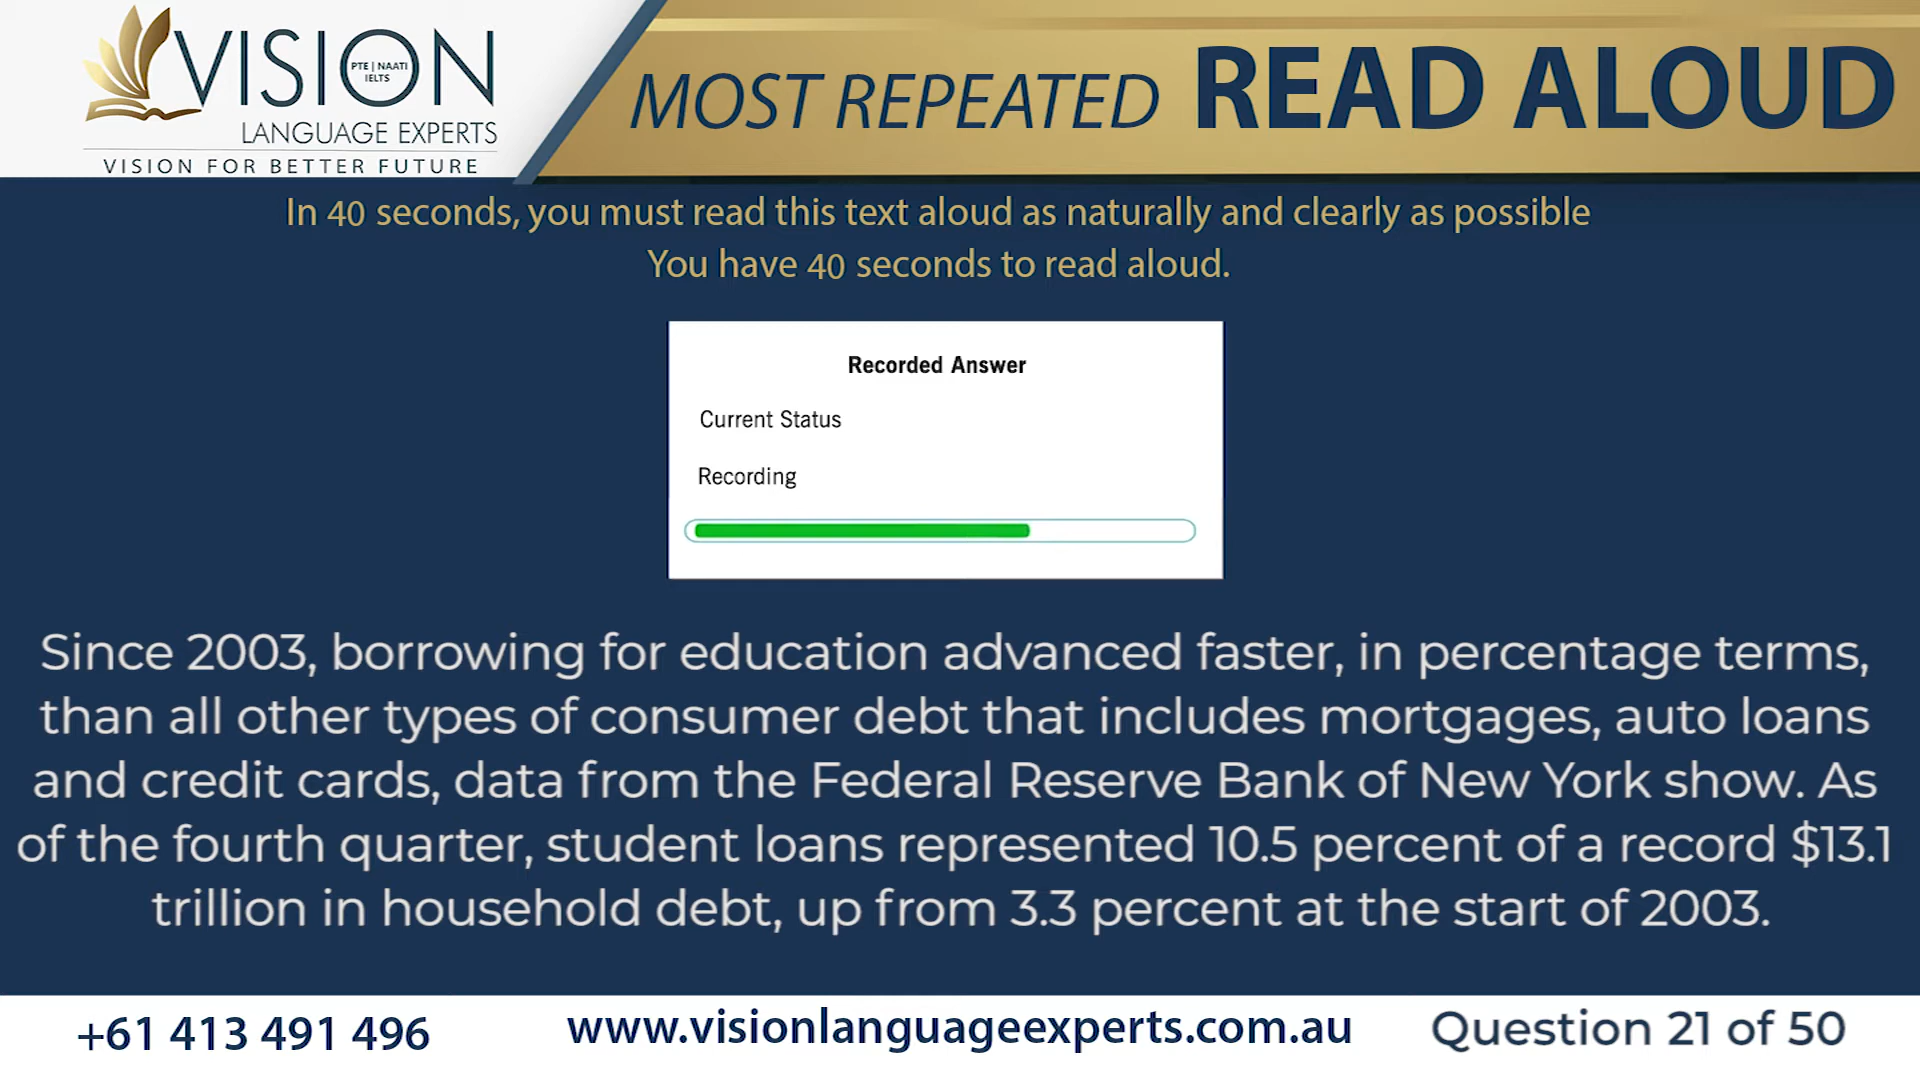 VISION
PTE | NAATI
IELTS
LANGUAGE EXPERTS
VISION FOR BETTER FUTURE
MOST REPEATED READ ALOUD
In 40 seconds, you must read this text aloud as naturally and clearly as possible
You have 40 seconds to read aloud.
Recorded Answer
Current Status
Recording
Since 2003, borrowing for education advanced faster, in percentage terms,
than all other types of consumer debt that includes mortgages, auto loans
and credit cards, data from the Federal Reserve Bank of New York show. As
of the fourth quarter, student loans represented 10.5 percent of a record $13.1
trillion in household debt, up from 3.3 percent at the start of 2003.
+61 413 491 496
www.visionlanguageexperts.com.au
Question 21 of 50